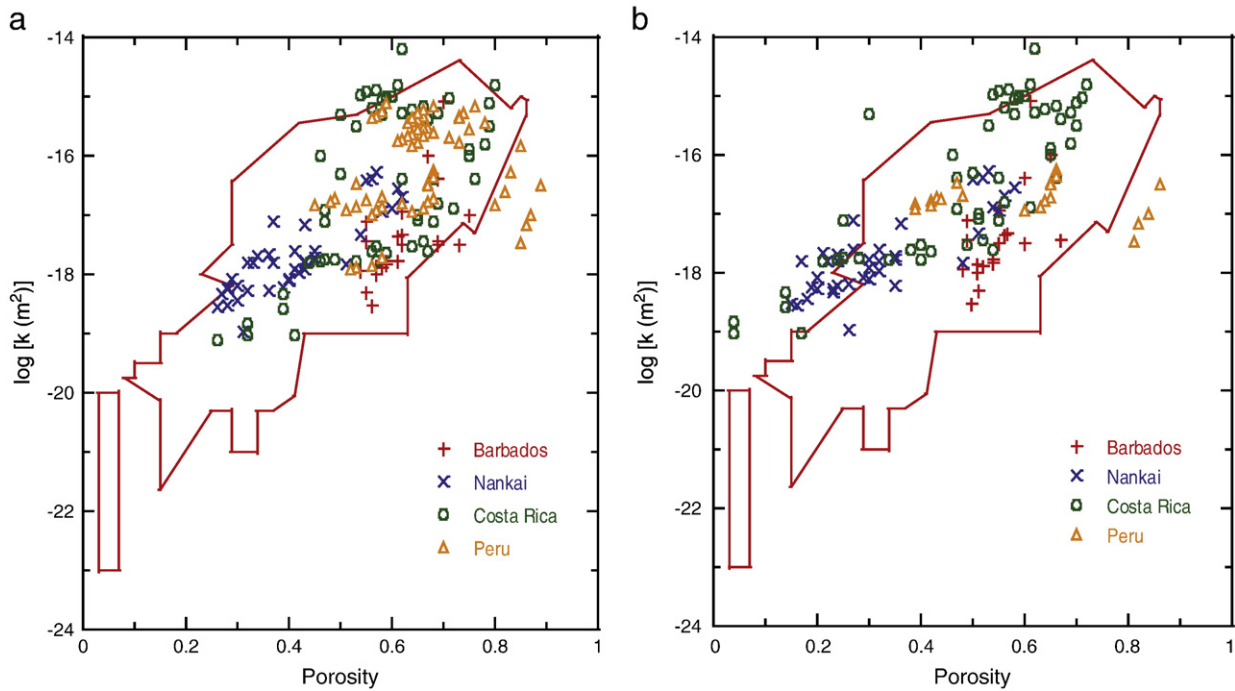 a
-14
-16
-18
-20
-22
-24
log [k (m²)]
0
0.2
0.4
0.6
0.8
1
Porosity
Barbados
Nankai
Costa Rica
Peru
b
-14
-16
-18
-20
-22
-24
log [k (m²)]
0
0.2
0.4
0.6
0.8
1
Porosity
Barbados
Nankai
Costa Rica
Peru